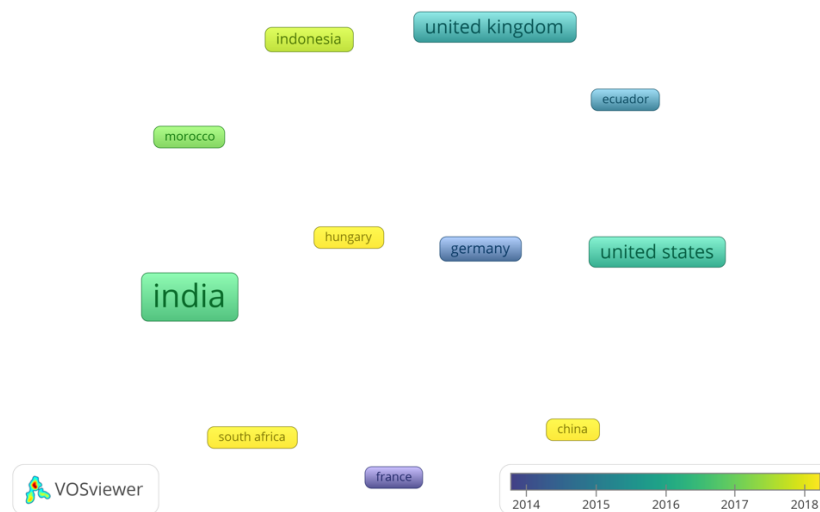 united kingdom
indonesia
ecuador
morocco
hungary
germany
united states
india
china
south africa
france
VOSviewer
2014 2015 2016 2017 2018